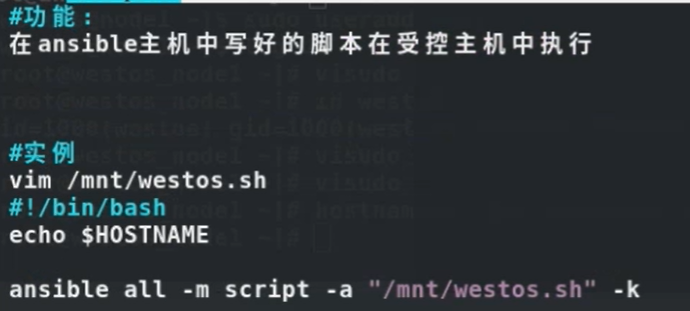 #功能:
在ansible主机中写好的脚本在受控主机中执行
#实例
vim /mnt/westos.sh
#!/bin/bash
echo $HOSTNAME
ansible all -m script -a "/mnt/westos.sh" -k